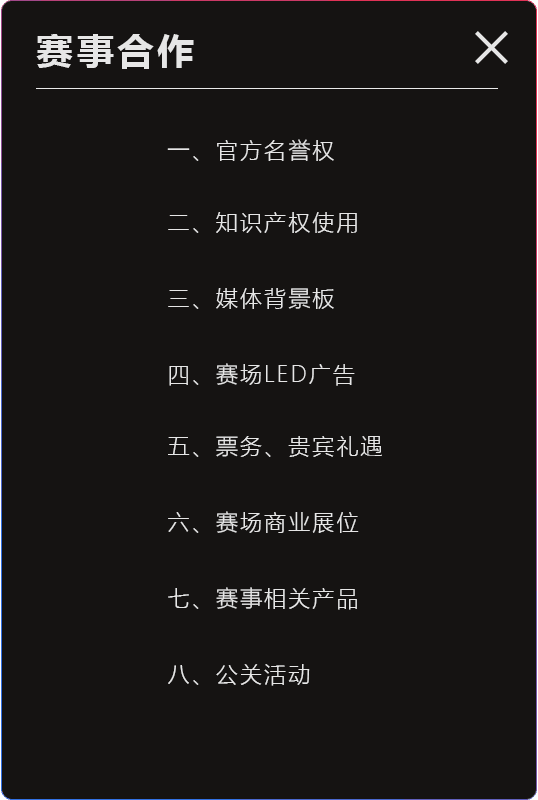 赛事合作
一、官方名誉权
二、知识产权使用
三、媒体背景板
四、赛场LED广告
五、票务、贵宾礼遇
六、赛场商业展位
七、赛事相关产品
八、公关活动